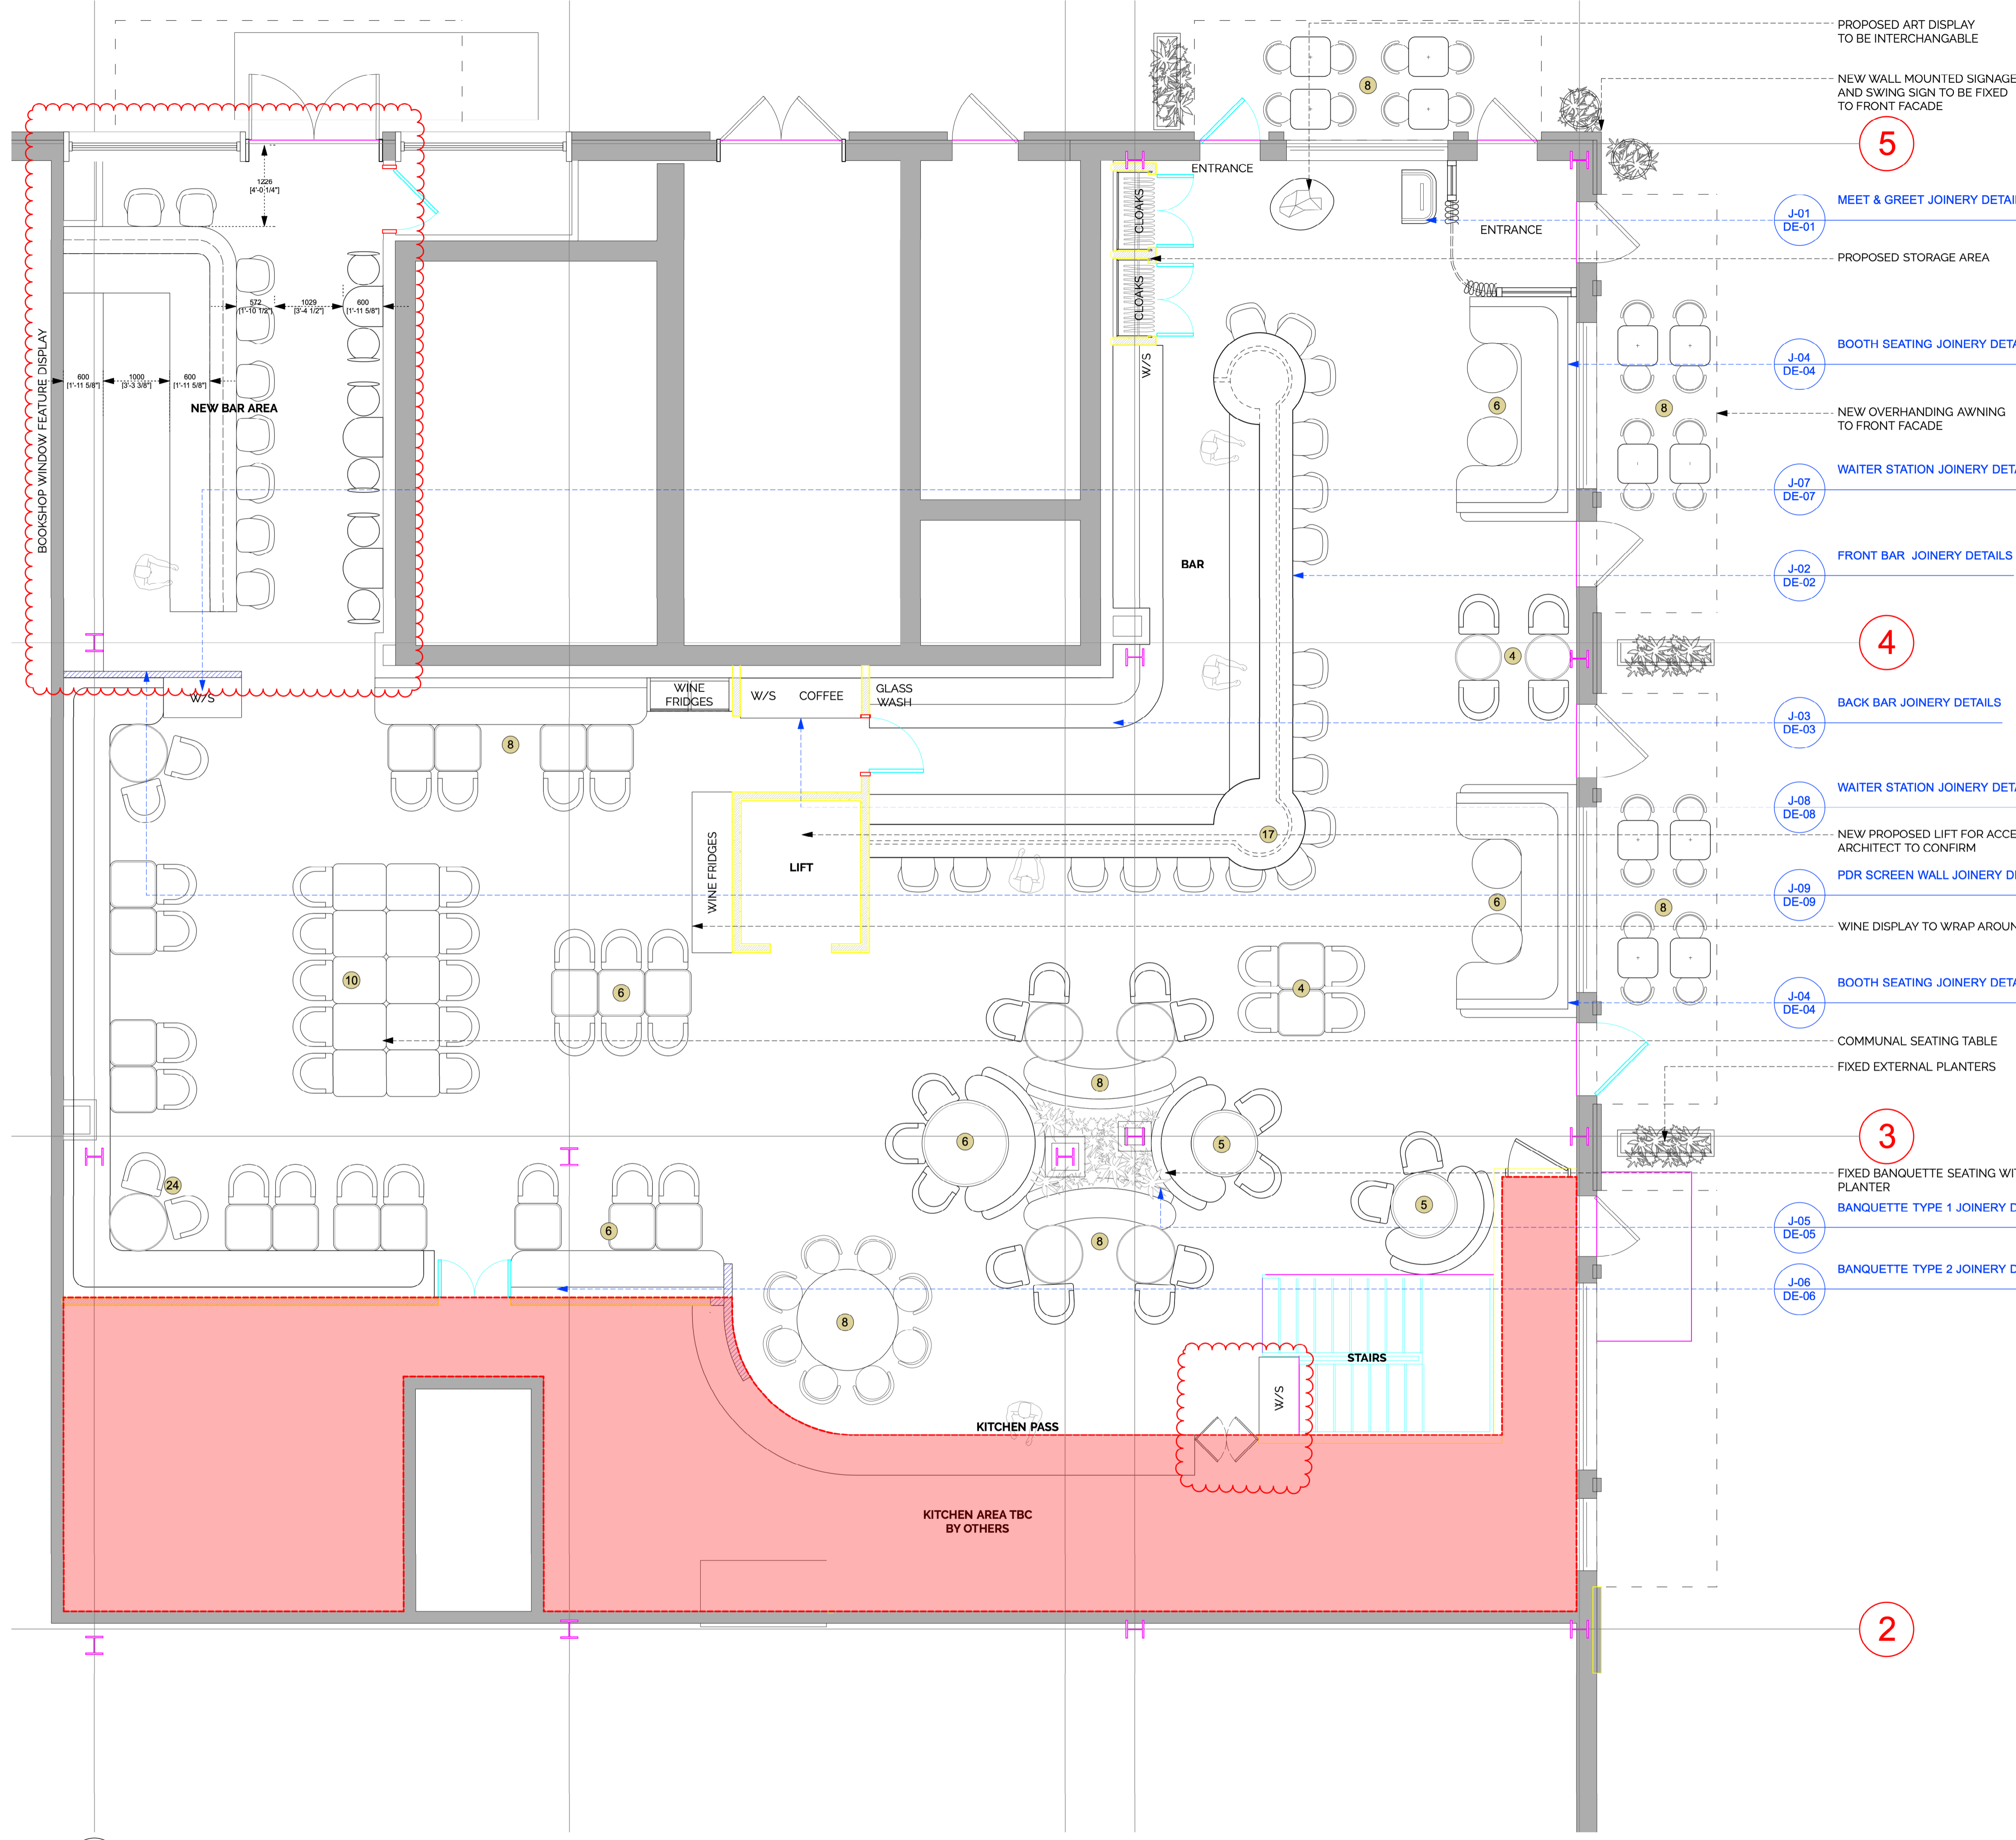 PROPOSED ART DISPLAY
TO BE INTERCHANGABLE
NEW WALL MOUNTED SIGNAGE
AND SWING SIGN TO BE FIXED
TO FRONT FACADE
5
8
ENTRANCE
1226
[4'-0 1/4"]
CLOAKS
CLOAKS
W/S
ENTRANCE
J-01
DE-01
MEET & GREET JOINERY DETAI
PROPOSED STORAGE AREA
572
[1'-10 1/2"]
1029
[3'-4 1/2"]
600
[1'-11 5/8"]
BOOKSHOP WINDOW FEATURE DISPLAY
600
[1'-11 5/8"]
1000
[3'-3 3/8"]
600
[1'-11 5/8"]
NEW BAR AREA
BOOTH SEATING JOINERY DETA
J-04
DE-04
6
8
NEW OVERHANDING AWNING
TO FRONT FACADE
WAITER STATION JOINERY DETA
J-07
DE-07
BAR
FRONT BAR JOINERY DETAILS
J-02
DE-02
4
4
W/S
WINE
FRIDGES
W/S
COFFEE
GLASS
WASH
BACK BAR JOINERY DETAILS
J-03
DE-03
8
WAITER STATION JOINERY DETA
J-08
DE-08
17
NEW PROPOSED LIFT FOR ACCE
ARCHITECT TO CONFIRM
WINE FRIDGES
LIFT
PDR SCREEN WALL JOINERY D
J-09
DE-09
6
8
WINE DISPLAY TO WRAP AROUN
10
6
4
BOOTH SEATING JOINERY DETA
J-04
DE-04
COMMUNAL SEATING TABLE
FIXED EXTERNAL PLANTERS
8
6
5
3
FIXED BANQUETTE SEATING WI
PLANTER
24
5
6
8
BANQUETTE TYPE 1 JOINERY D
J-05
DE-05
BANQUETTE TYPE 2 JOINERY D
J-06
DE-06
8
STAIRS
W/S
KITCHEN PASS
KITCHEN AREA TBC
BY OTHERS
2